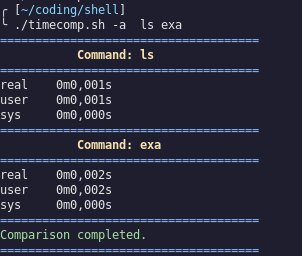 [~/coding/shell]
./timecomp.sh -a  ls exa
=====================================
Command: ls
=====================================
real    0m0,001s
user    0m0,001s
sys     0m0,000s
=====================================
Command: exa
=====================================
real    0m0,002s
user    0m0,002s
sys     0m0,000s
=====================================
Comparison completed.
=====================================